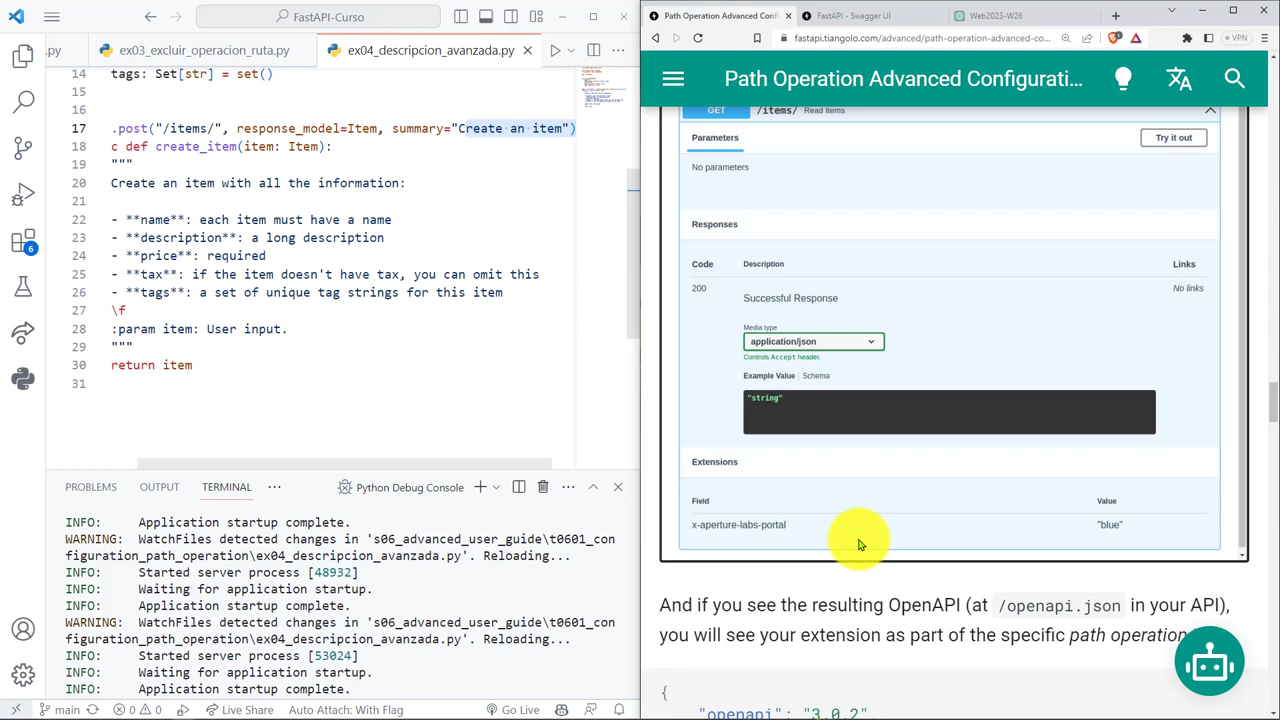 FastAPI-Curso
.py
ex03_excluir_operacion_ruta.py
ex04_descripcion_avanzada.py
14 tags: set[str] = set()
15
16
17 .post("/items/", response_model=Item, summary="Create an item")
18 c def create_item(item: Item):
19 """
20 Create an item with all the information:
21
22 - **name**: each item must have a name
23 - **description**: a long description
24 - **price**: required
25 - **tax**: if the item doesn't have tax, you can omit this
26 - **tags**: a set of unique tag strings for this item
27 \f
28 :param item: User input.
29 """
30 return item
31
6
PROBLEMS OUTPUT TERMINAL ··· Python Debug Console
INFO: Application startup complete.
WARNING: WatchFiles detected changes in 's06_advanced_user_guide\t0601_con
figuration_path_operation\ex04_descripcion_avanzada.py'. Reloading...
INFO: Started server process [48932]
INFO: Waiting for application startup.
INFO: Application startup complete.
WARNING: WatchFiles detected changes in 's06_advanced_user_guide\t0601_con
figuration_path_operation\ex04_descripcion_avanzada.py'. Reloading...
INFO: Started server process [53024]
INFO: Waiting for application startup.
INFO: Application startup complete.
main 0 0 Live Share Auto Attach: With Flag Go Live
Path Operation Advanced Confi
FastAPI - Swagger UI
Web2023-W26
fastapi.tiangolo.com/advanced/path-operation-advanced-co...
VPN
Path Operation Advanced Configurati...
GET /items/ Read Items
Parameters
Try it out
No parameters
Responses
Code Description Links
200 Successful Response No links
Media type
application/json
Controls Accept header.
Example Value | Schema
"string"
Extensions
Field Value
x-aperture-labs-portal "blue"
And if you see the resulting OpenAPI (at /openapi.json in your API),
you will see your extension as part of the specific path operation
{
"openapi": "3.0.2",